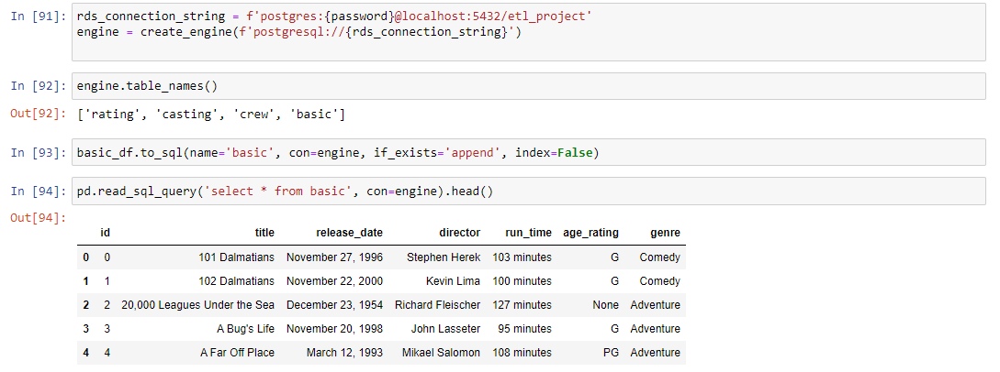 In [91]: rds_connection_string = f'postgres:{password}@localhost:5432/etl_project'
engine = create_engine(f'postgresql://{rds_connection_string}')
In [92]: engine.table_names()
Out[92]: ['rating', 'casting', 'crew', 'basic']
In [93]: basic_df.to_sql(name='basic', con=engine, if_exists='append', index=False)
In [94]: pd.read_sql_query('select * from basic', con=engine).head()
Out[94]:
id title release_date director run_time age_rating genre
0 0 101 Dalmatians November 27, 1996 Stephen Herek 103 minutes G Comedy
1 1 102 Dalmatians November 22, 2000 Kevin Lima 100 minutes G Comedy
2 2 20,000 Leagues Under the Sea December 23, 1954 Richard Fleischer 127 minutes None Adventure
3 3 A Bug's Life November 20, 1998 John Lasseter 95 minutes G Adventure
4 4 A Far Off Place March 12, 1993 Mikael Salomon 108 minutes PG Adventure